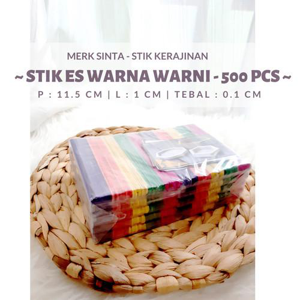 MERK SINTA - STIK KERAJINAN
~ STIK ES WARNA WARNI - 500 PCS ~
P : 11.5 CM | L : 1 CM | TEBAL : 0.1 CM